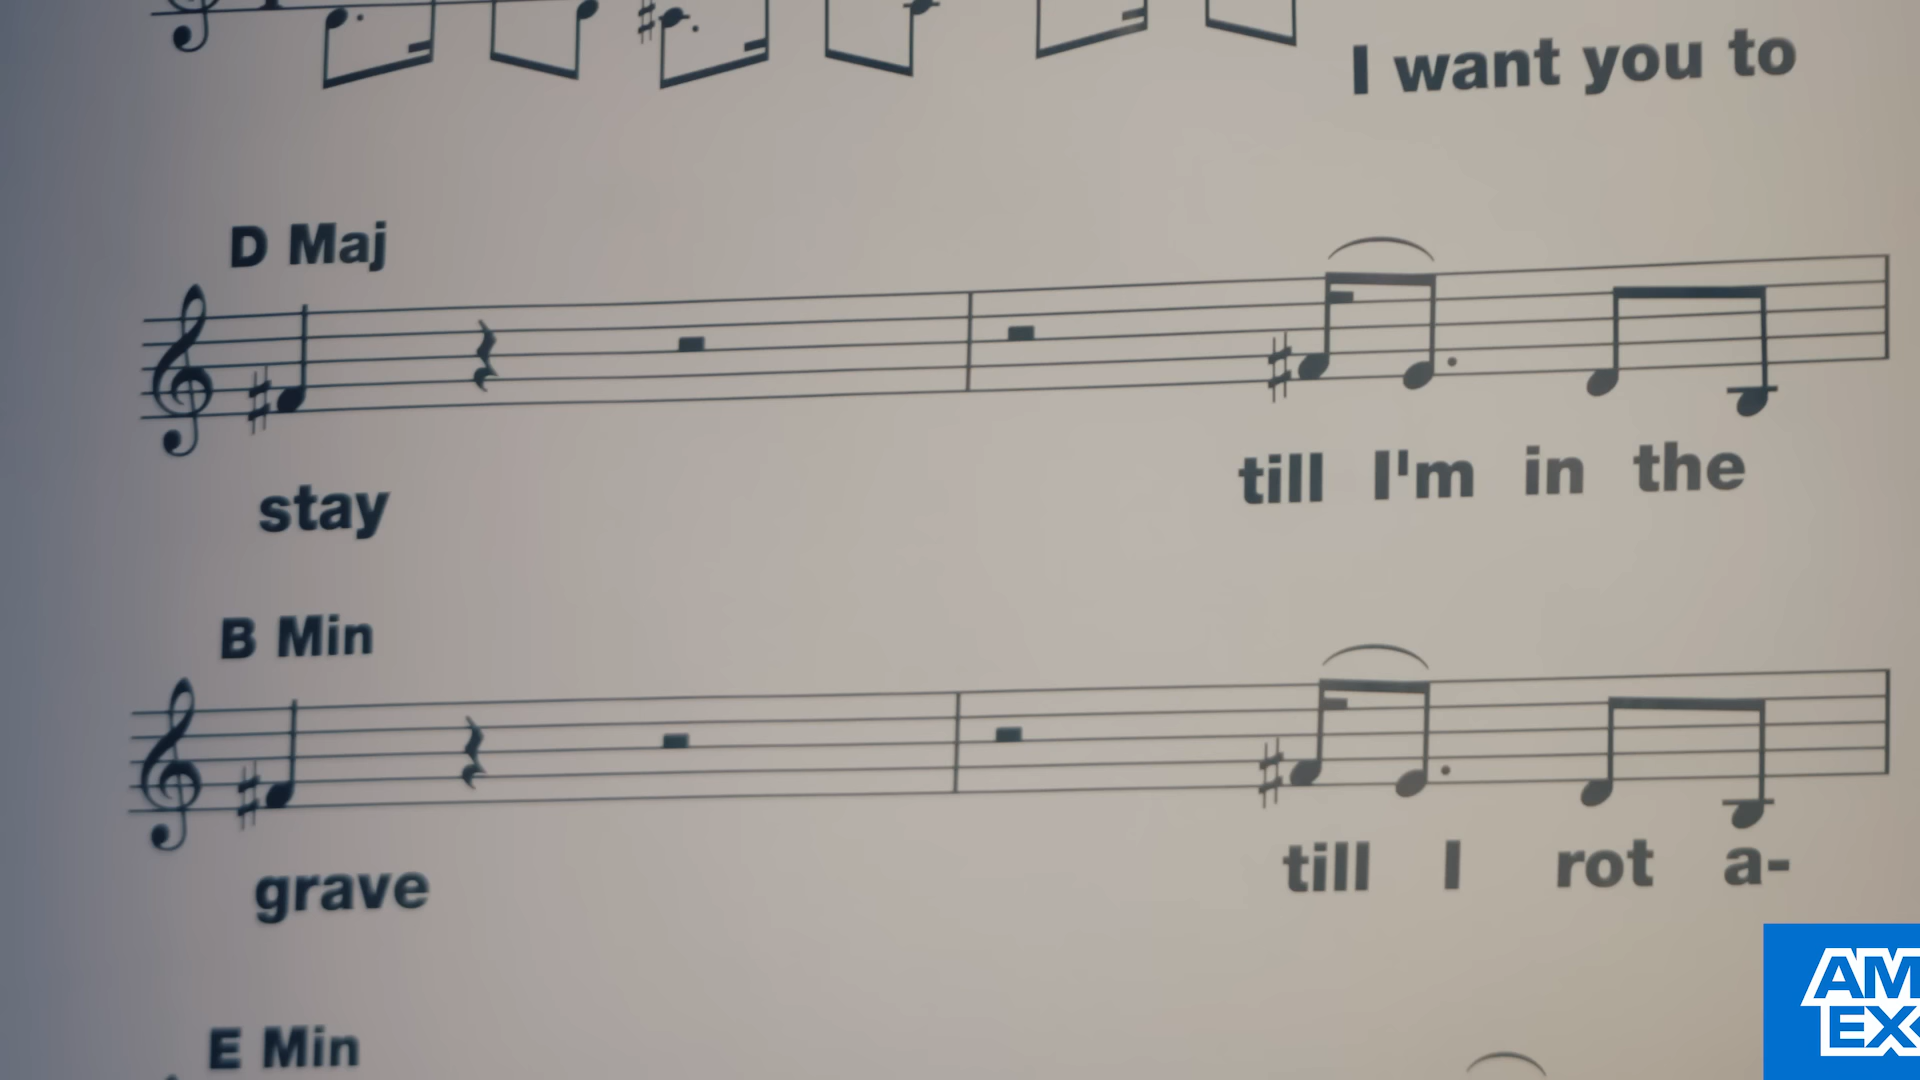 I want you to
D Maj
stay till I'm in the
B Min
grave till I rot a-
E Min
AM
EX